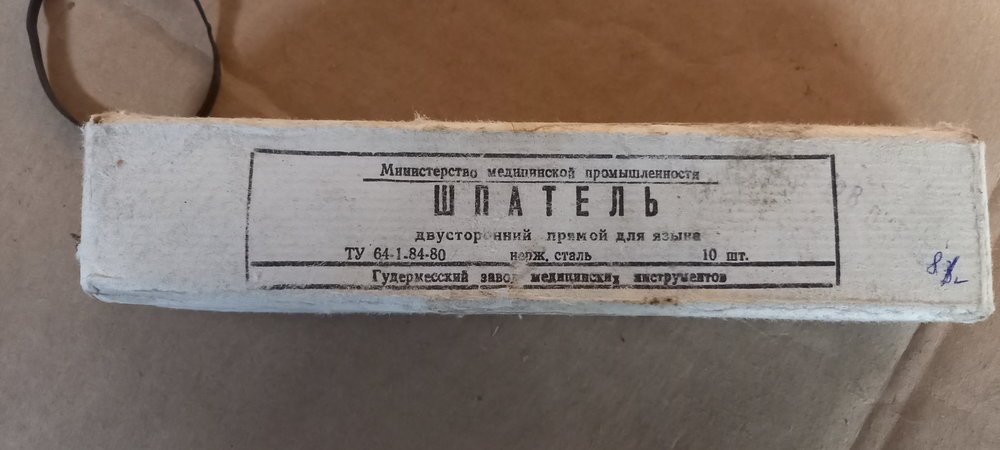 Министерство медицинской промышленности
ШПАТЕЛЬ
двусторонний прямой для языка
ТУ 64-1-84-80 нерж. сталь 10 шт.
Гудермесский завод медицинских инструментов